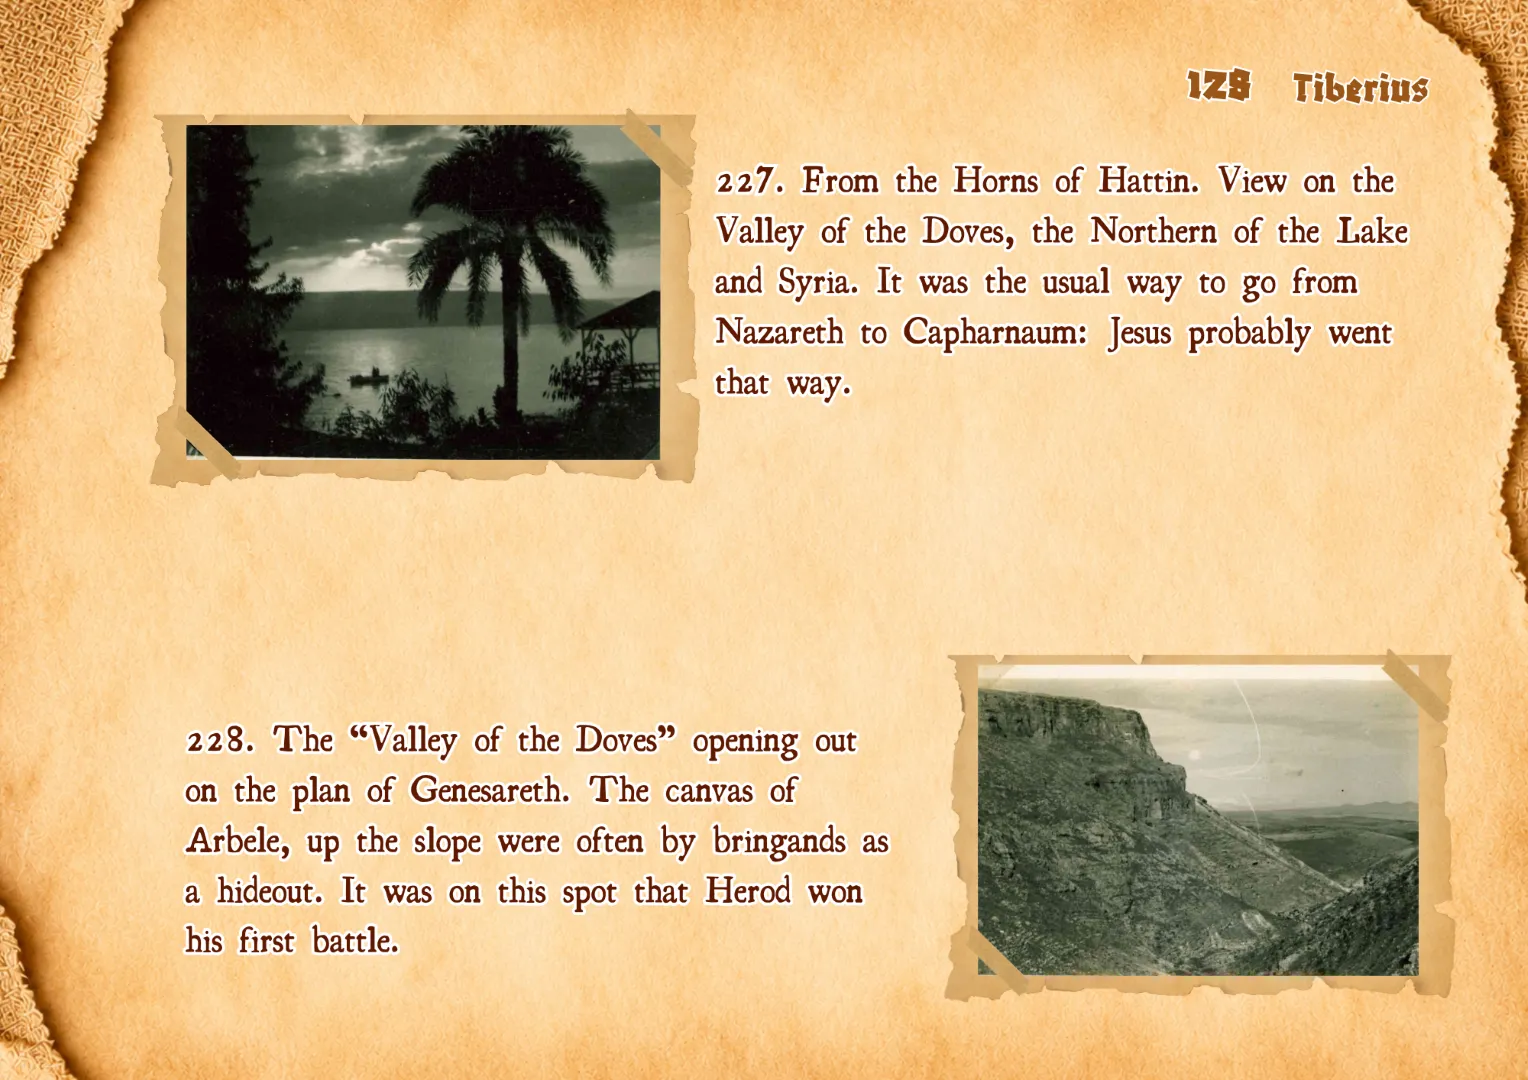 128 Tiberius
227. From the Horns of Hattin. View on the
Valley of the Doves, the Northern of the Lake
and Syria. It was the usual way to go from
Nazareth to Capharnaum: Jesus probably went
that way.
228. The “Valley of the Doves” opening out
on the plan of Genesareth. The canvas of
Arbele, up the slope were often by bringands as
a hideout. It was on this spot that Herod won
his first battle.